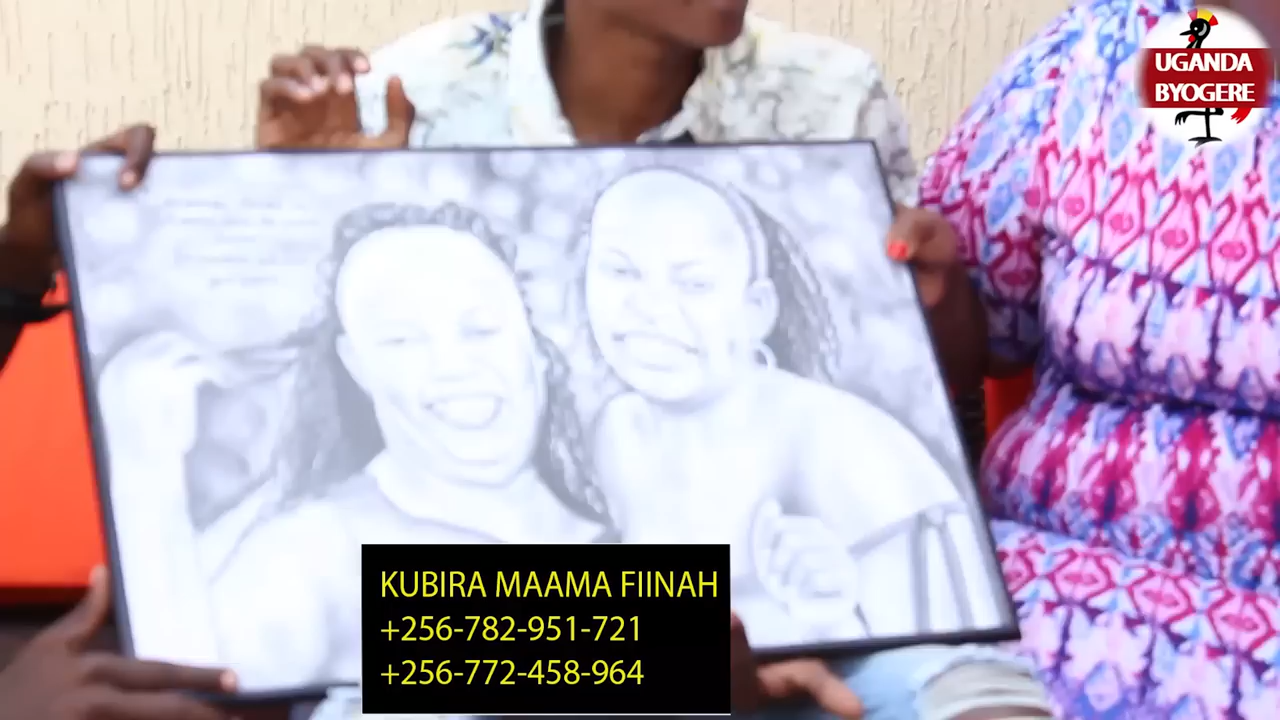 UGANDA
BYOGERE
KUBIRA MAAMA FIINAH
+256-782-951-721
+256-772-458-964